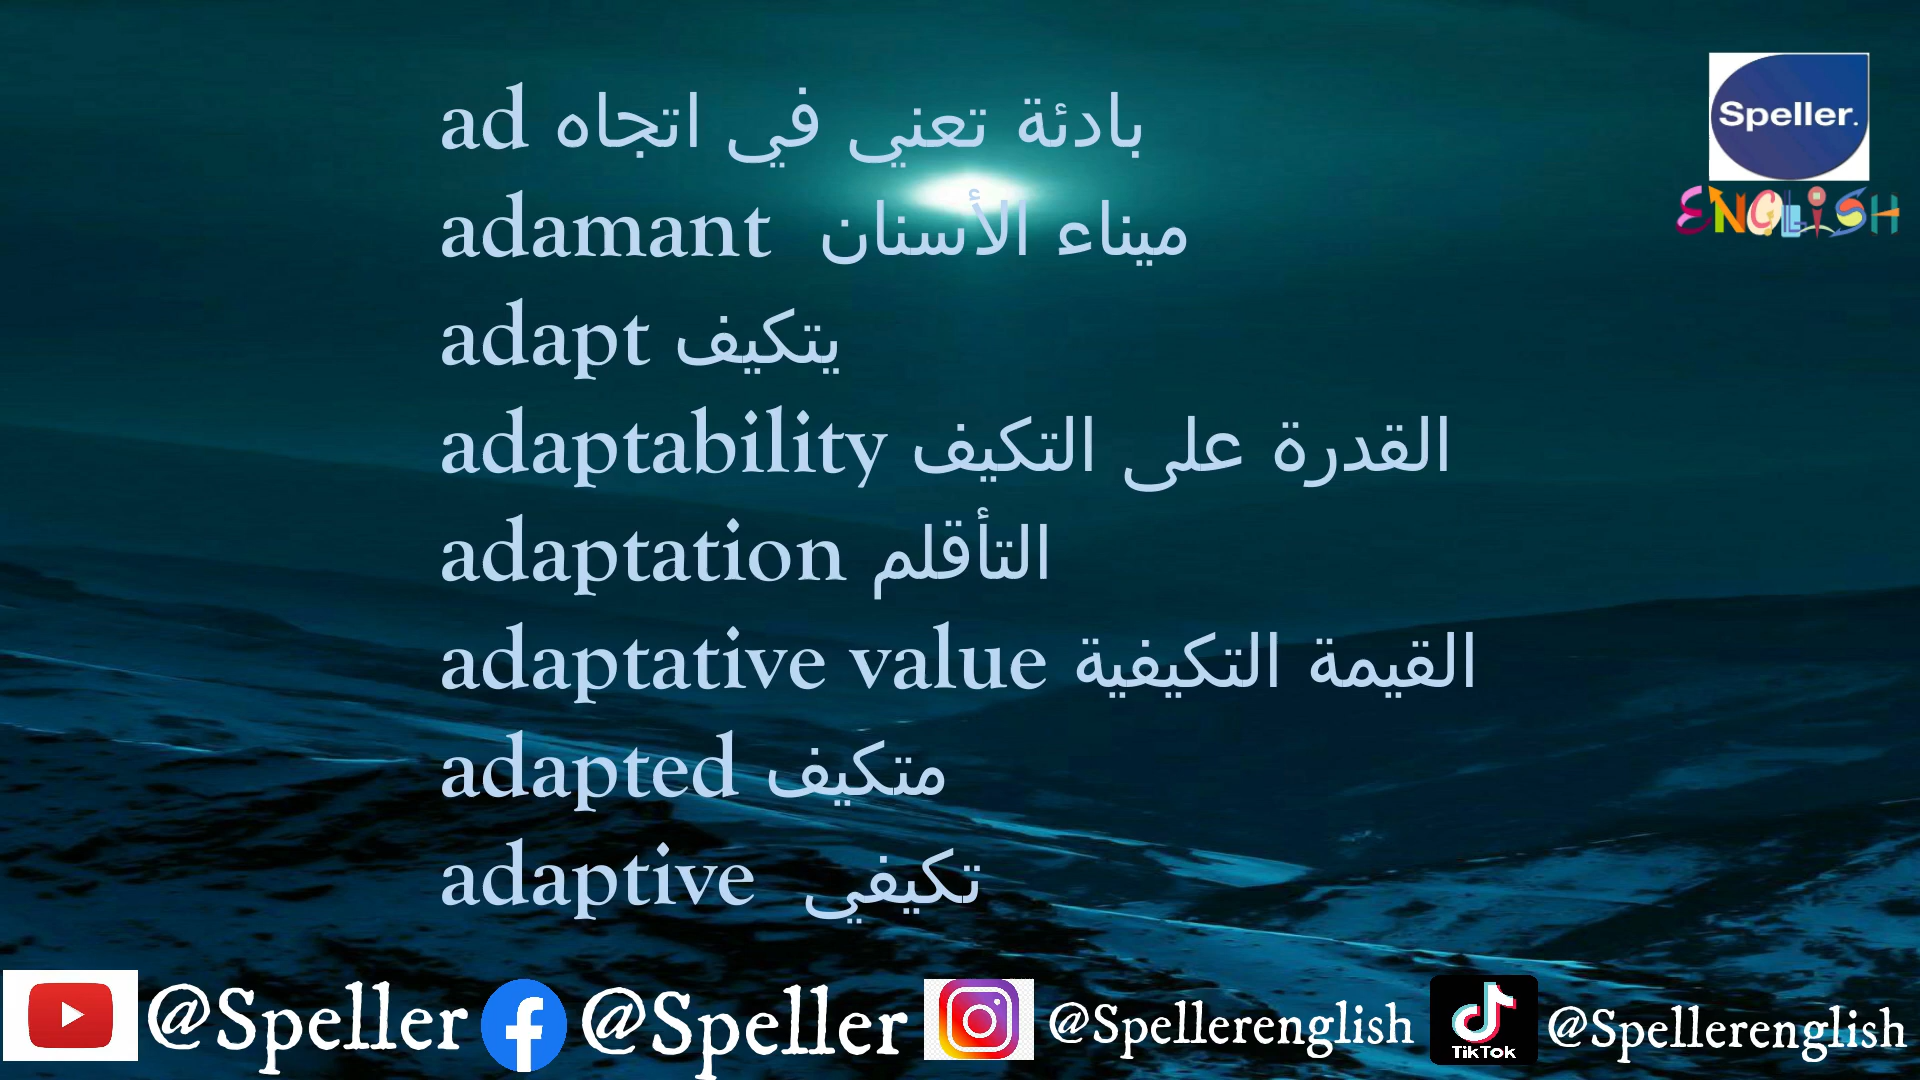 ad بادئة تعني في اتجاه
Speller.
ENGLISH
adamant ميناء الأسنان
adapt يتكيف
adaptability القدرة على التكيف
adaptation التأقلم
adaptative value القيمة التكيفية
adapted متكيف
adaptive تكيفي
@Speller @Speller @Spellerenglish TikTok @Spellerenglish